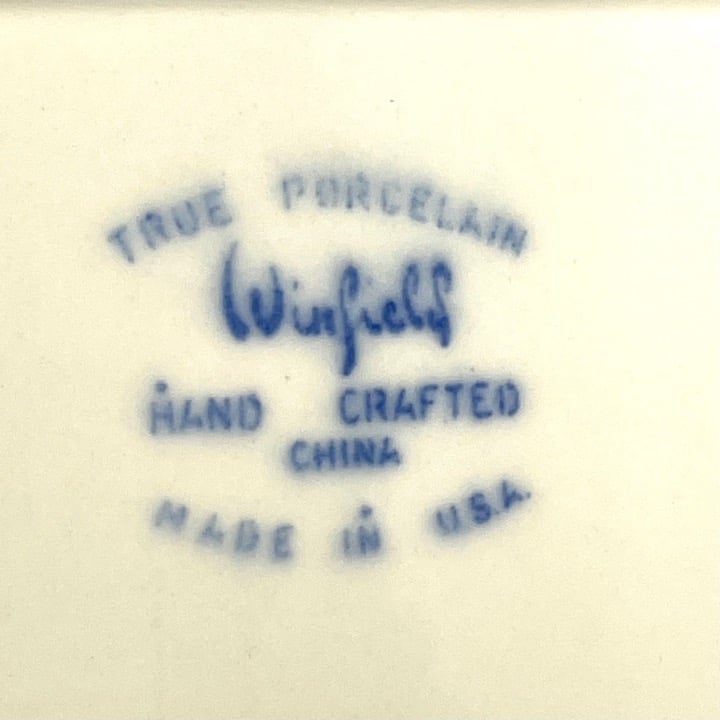 TRUE PORCELAIN
Winfield
HAND CRAFTED
CHINA
MADE IN U.S.A.